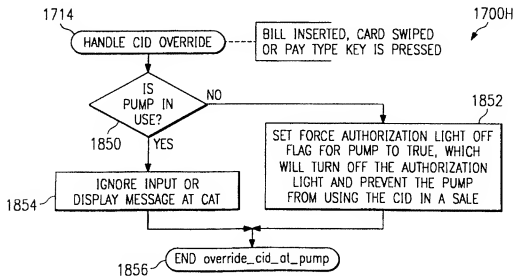 1714
HANDLE CID OVERRIDE
BILL INSERTED, CARD SWIPED
OR PAY TYPE KEY IS PRESSED
1700H
IS
PUMP IN
USE?
1850
NO
YES
1852
SET FORCE AUTHORIZATION LIGHT OFF
FLAG FOR PUMP TO TRUE, WHICH
WILL TURN OFF THE AUTHORIZATION
LIGHT AND PREVENT THE PUMP
FROM USING THE CID IN A SALE
1854
IGNORE INPUT OR
DISPLAY MESSAGE AT CAT
1856
END override_cid_at_pump